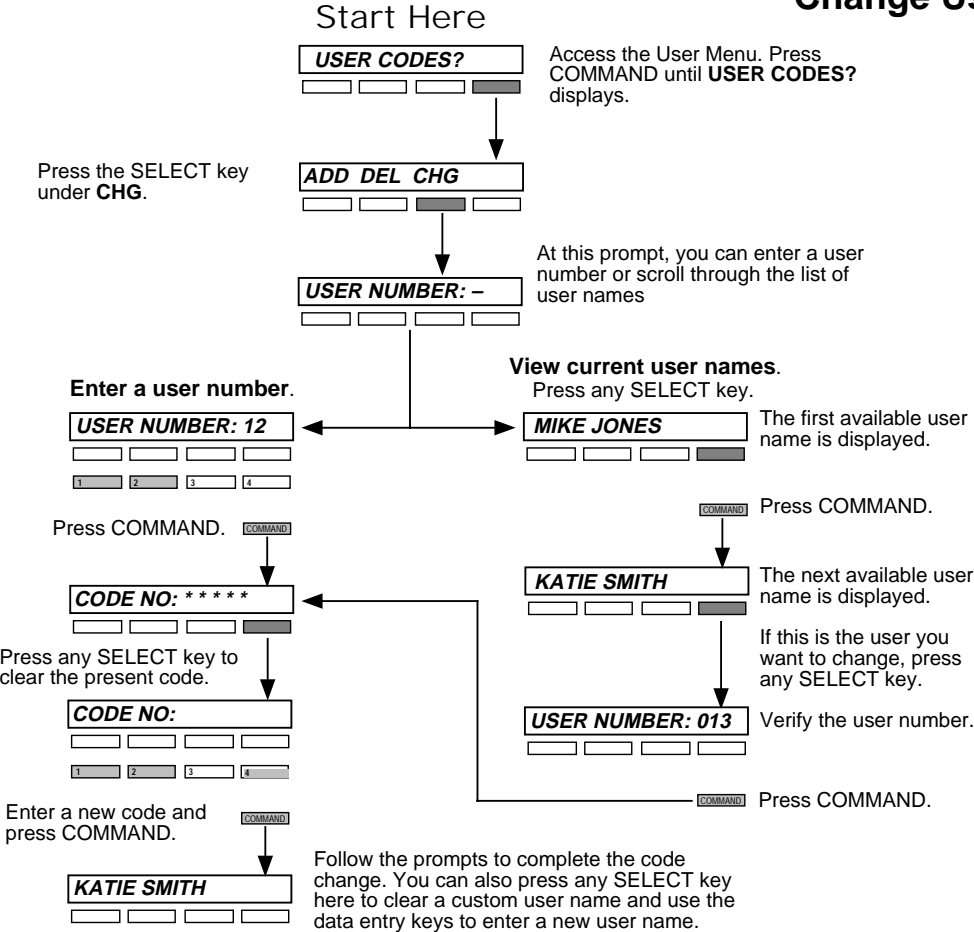 Change Us
Start Here
USER CODES?
Access the User Menu. Press
COMMAND until USER CODES?
displays.
Press the SELECT key
under CHG.
ADD DEL CHG
At this prompt, you can enter a user
number or scroll through the list of
user names
USER NUMBER: –
Enter a user number.
USER NUMBER: 12
1 2 3 4
Press COMMAND. COMMAND
CODE NO: * * * * *
Press any SELECT key to
clear the present code.
CODE NO:
1 2 3 4
Enter a new code and
press COMMAND.
COMMAND
KATIE SMITH
View current user names.
Press any SELECT key.
MIKE JONES
The first available user
name is displayed.
COMMAND Press COMMAND.
KATIE SMITH
The next available user
name is displayed.
If this is the user you
want to change, press
any SELECT key.
USER NUMBER: 013
Verify the user number.
COMMAND Press COMMAND.
Follow the prompts to complete the code
change. You can also press any SELECT key
here to clear a custom user name and use the
data entry keys to enter a new user name.